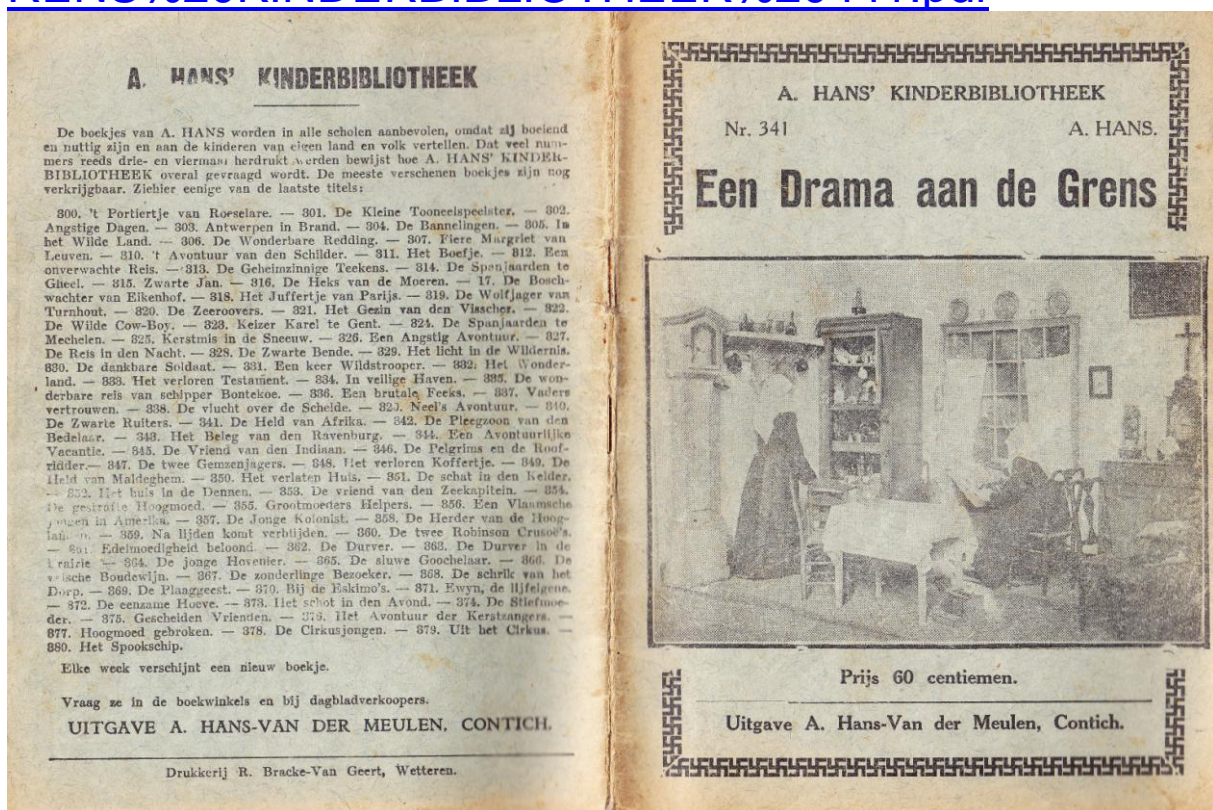 A. HANS' KINDERBIBLIOTHEEK
De boekjes van A. HANS worden in alle scholen aanbevolen, omdat zij boeiend
en nuttig zijn en aan de kinderen van eigen land en volk vertellen. Dat veel num-
mers reeds drie- en viermaal herdrukt werden bewijst hoe A. HANS' KINDER-
BIBLIOTHEEK overal gevraagd wordt. De meeste verschenen boekjes zijn nog
verkrijgbaar. Ziehier eenige van de laatste titels:
300. 't Portiertje van Roeselare. — 301. De Kleine Tooneelspeelster. — 302.
Angstige Dagen. — 303. Antwerpen in Brand. — 304. De Bannelingen. — 305. In
het Wilde Land. — 306. De Wonderbare Redding. — 307. Fiere Margriet van
Leuven. — 310. 't Avontuur van den Schilder. — 311. Het Boefje. — 312. Een
onverwachte Reis. — 313. De Geheimzinnige Teekens. — 314. De Spanjaarden te
Gheel. — 315. Zwarte Jan. — 316. De Heks van de Moeren. — 17. De Bosch-
wachter van Eikenhof. — 318. Het Juffertje van Parijs. — 319. De Wolfjager van
Turnhout. — 320. De Zeeroovers. — 321. Het Gezin van den Visscher. — 322.
De Wilde Cow-Boy. — 323. Keizer Karel te Gent. — 324. De Spanjaarden te
Mechelen. — 325. Kerstmis in de Sneeuw. — 326. Een Angstig Avontuur. — 327.
De Reis in den Nacht. — 328. De Zwarte Bende. — 329. Het licht in de Wildernis.
330. De dankbare Soldaat. — 331. Een keer Wildstrooper. — 332. Het Wonder-
land. — 333. Het verloren Testament. — 334. In veilige Haven. — 335. De won-
derbare reis van schipper Bontekoe. — 336. Een brutale Feeks. — 337. Vaders
vertrouwen. — 338. De vlucht over de Schelde. — Neel's Avontuur. — 340.
De Zwarte Ruiters. — 341. De Held van Afrika. — 342. De Pleegzoon van den
Bedelaar. — 343. Het Beleg van den Ravenburg. — 344. Een Avontuurlijke
Vacantie. — 345. De Vriend van den Indiaan. — 346. De Pelgrims en de Roof-
ridder.— 347. De twee Gemzenjagers. — 348. Het verloren Koffertje. — 349. De
Held van Maldeghem. — 350. Het verlaten Huis. — 351. De schat in den Kelder.
— 352. Het huis in de Dennen. — 353. De vriend van den Zeekapitein. — 354.
De gestrafte Hoogmoed. — 355. Grootmoeders Helpers. — 356. Een Vlaamsche
jongen in Amerika. — 357. De Jonge Kolonist. — 358. De Herder van de Hoog-
— 359. Na lijden komt verblijden. — 360. De twee Robinson Crusoë's
— Edelmoedigheid beloond. — 362. De Durver. — 363. De Durver in de
— 364. De jonge Hovenier. — 365. De sluwe Goochelaar. — 366. De
Boudewijn. — 367. De zonderlinge Bezoeker. — 368. De schrik van het
Dorp. — 369. De Plaaggeest. — 370. Bij de Eskimo's. — 371. Ewyn, de lijfeigene.
— 372. De eenzame Hoeve. — 373. Het schot in den Avond. — 374. De Stiefmoe-
der. — 375. Gescheiden Vrienden. — 376. Het Avontuur der Kerstzangers. —
377. Hoogmoed gebroken. — 378. De Cirkusjongen. — 379. Uit het Cirkus. —
380. Het Spookschip.
Elke week verschijnt een nieuw boekje.
Vraag ze in de boekwinkels en bij dagbladverkoopers.
UITGAVE A. HANS-VAN DER MEULEN, CONTICH.
Drukkerij R. Bracke-Van Geert, Wetteren.
A. HANS' KINDERBIBLIOTHEEK
Nr. 341 A. HANS.
Een Drama aan de Grens
Prijs 60 centiemen.
Uitgave A. Hans-Van der Meulen, Contich.